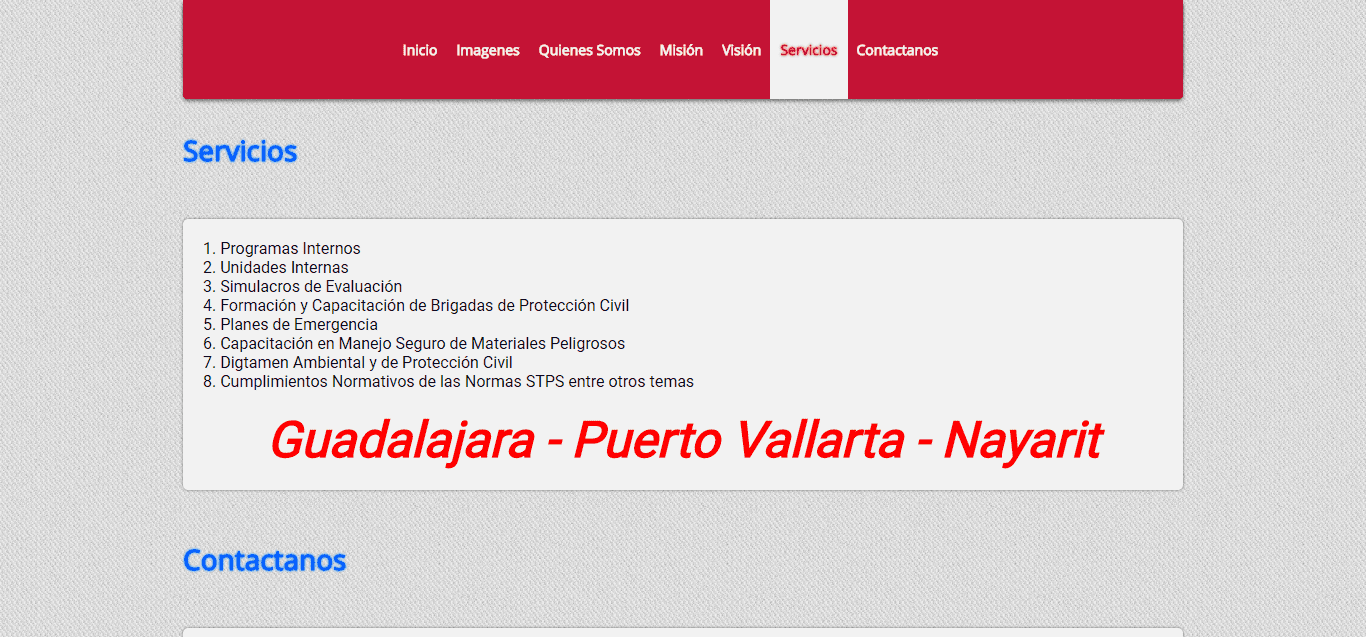 Inicio Imagenes Quienes Somos Misión Visión Servicios Contactanos
Servicios
1. Programas Internos
2. Unidades Internas
3. Simulacros de Evaluación
4. Formación y Capacitación de Brigadas de Protección Civil
5. Planes de Emergencia
6. Capacitación en Manejo Seguro de Materiales Peligrosos
7. Digtamen Ambiental y de Protección Civil
8. Cumplimientos Normativos de las Normas STPS entre otros temas
Guadalajara - Puerto Vallarta - Nayarit
Contactanos